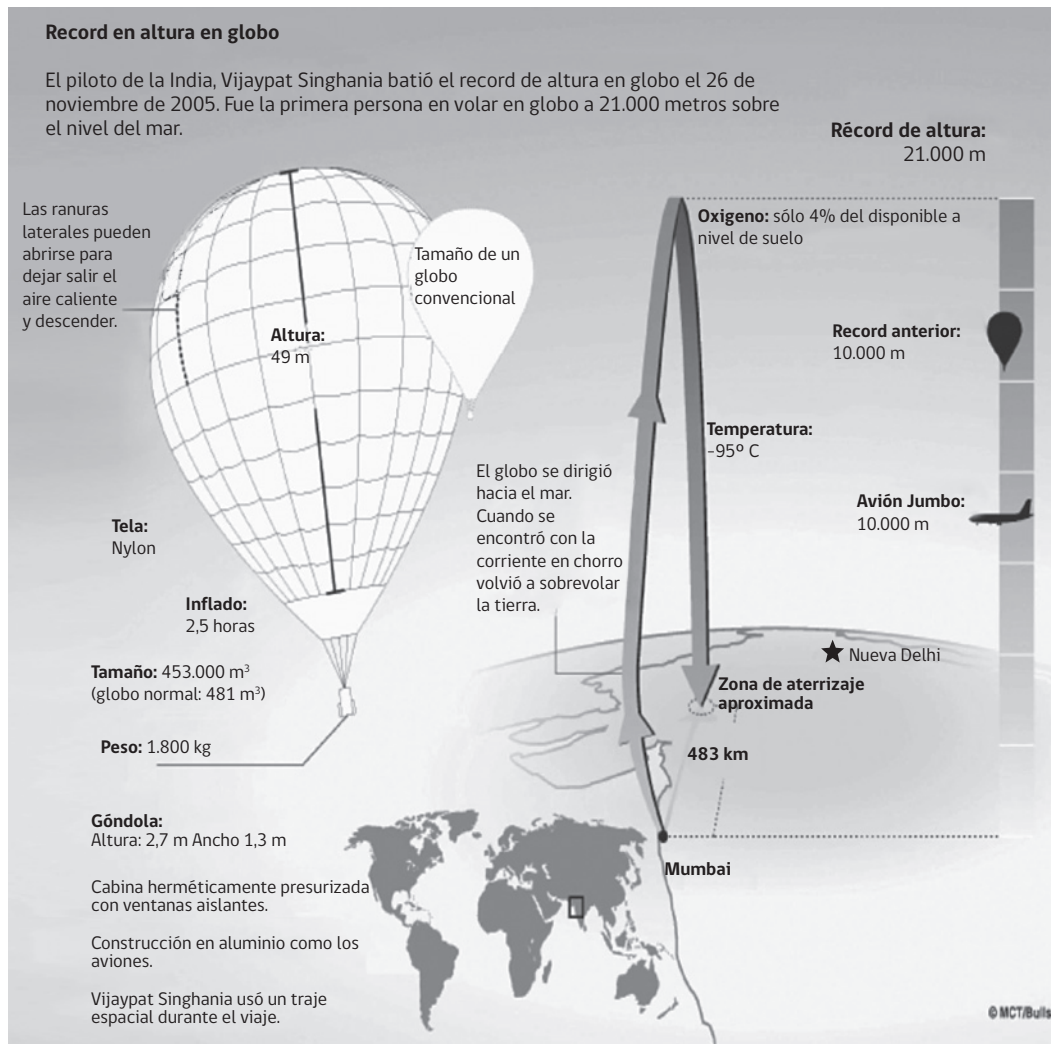 Record en altura en globo
El piloto de la India, Vijaypat Singhania batió el record de altura en globo el 26 de
noviembre de 2005. Fue la primera persona en volar en globo a 21.000 metros sobre
el nivel del mar.
Récord de altura:
21.000 m
Las ranuras
laterales pueden
abrirse para
dejar salir el
aire caliente
y descender.
Tamaño de un
globo
convencional
Altura:
49 m
Oxigeno: sólo 4% del disponible a
nivel de suelo
Record anterior:
10.000 m
Temperatura:
-95º C
El globo se dirigió
hacia el mar.
Cuando se
encontró con la
corriente en chorro
volvió a sobrevolar
la tierra.
Avión Jumbo:
10.000 m
Tela:
Nylon
Inflado:
2,5 horas
Tamaño: 453.000 m³
(globo normal: 481 m³)
Peso: 1.800 kg
Nueva Delhi
Zona de aterrizaje
aproximada
483 km
Mumbai
Góndola:
Altura: 2,7 m Ancho 1,3 m
Cabina herméticamente presurizada
con ventanas aislantes.
Construcción en aluminio como los
aviones.
Vijaypat Singhania usó un traje
espacial durante el viaje.
© MCT/Bulls